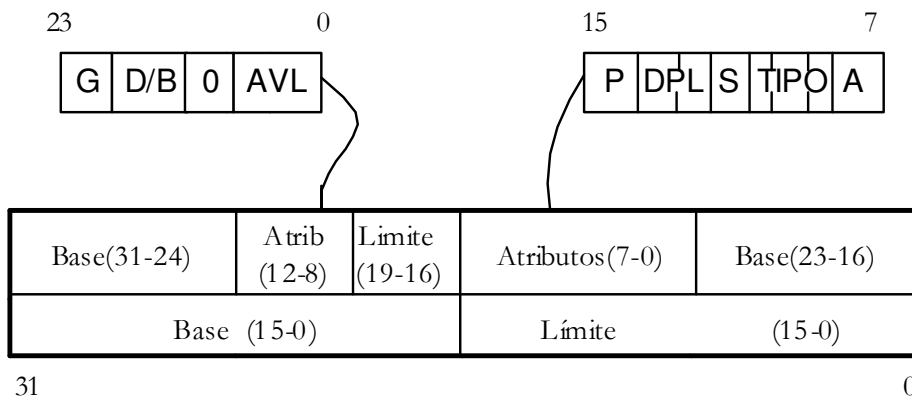 23 0 15 7
G D/B 0 AVL P DPL S TIPO A
Base(31-24) Atrib (12-8) Limite (19-16) Atributos(7-0) Base(23-16)
Base (15-0) Límite (15-0)
31 0